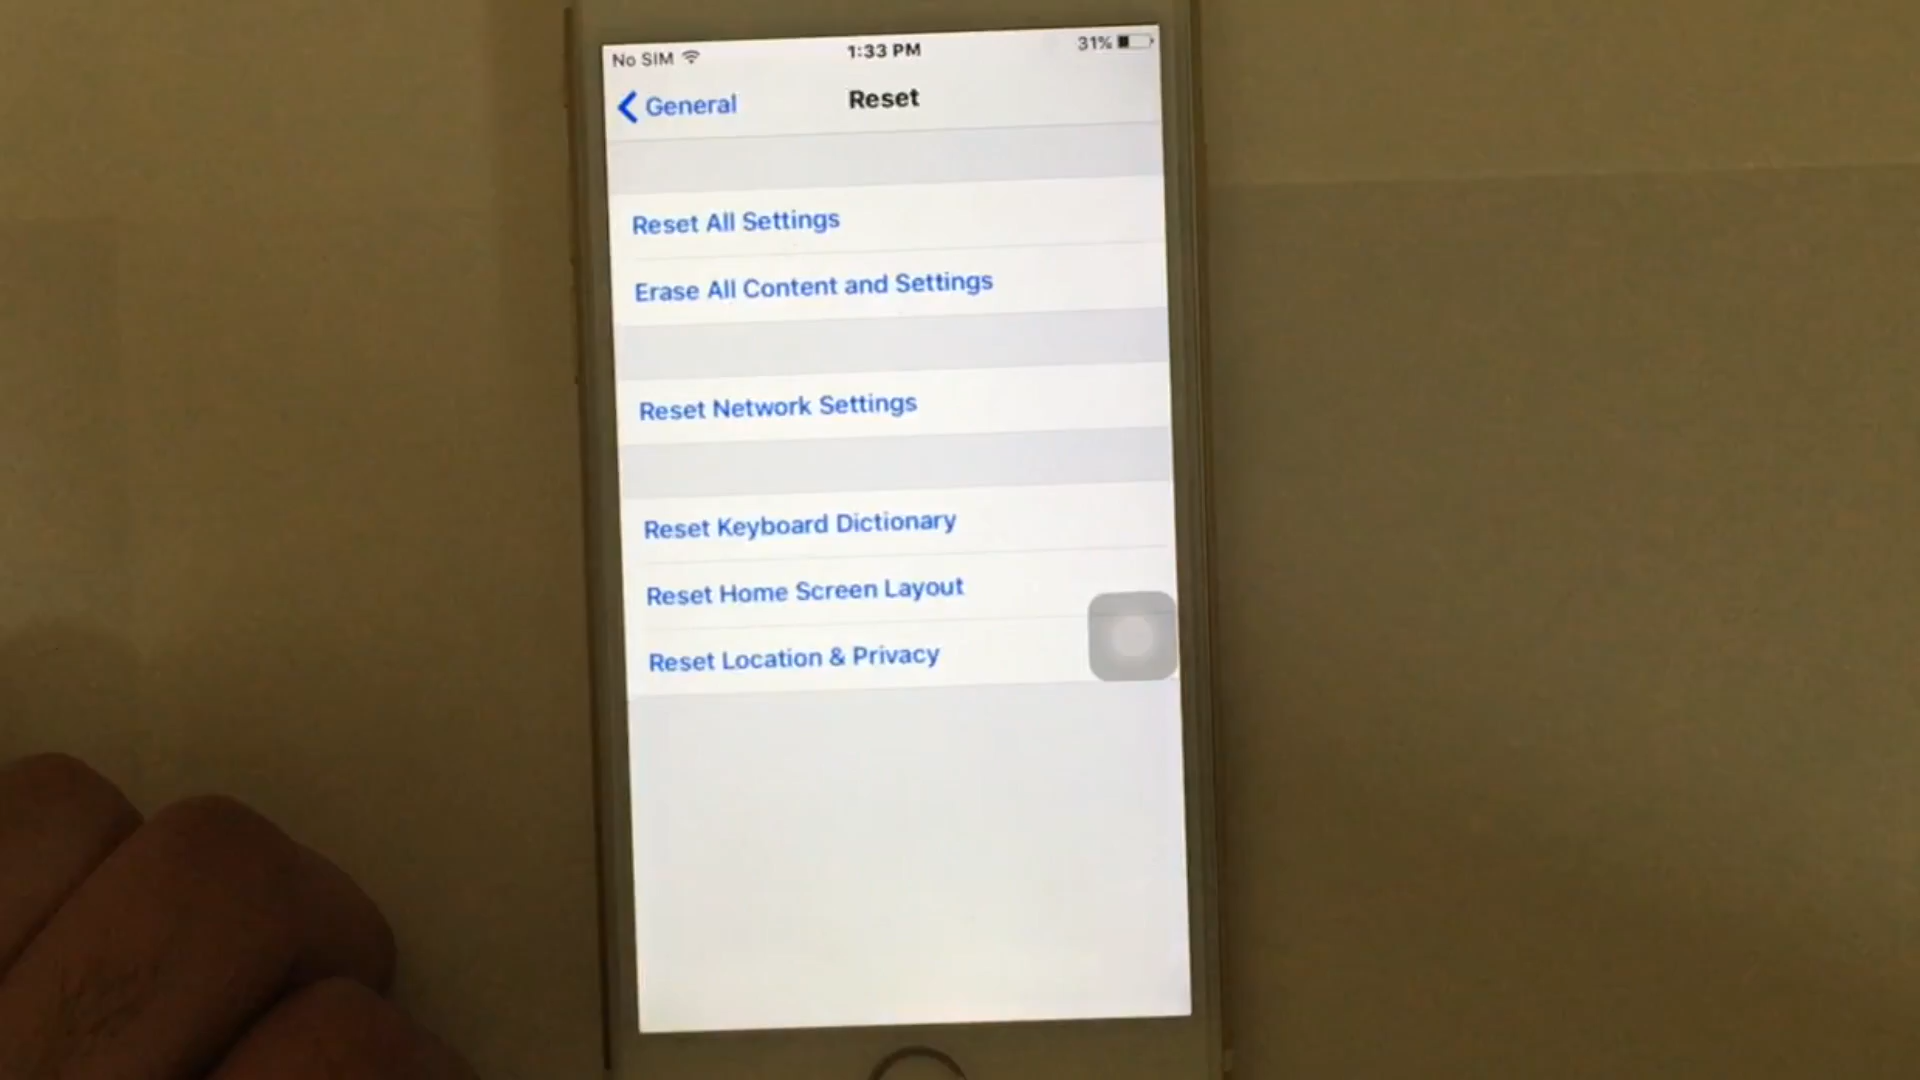 No SIM 1:33 PM 31%
General Reset
Reset All Settings
Erase All Content and Settings
Reset Network Settings
Reset Keyboard Dictionary
Reset Home Screen Layout
Reset Location & Privacy